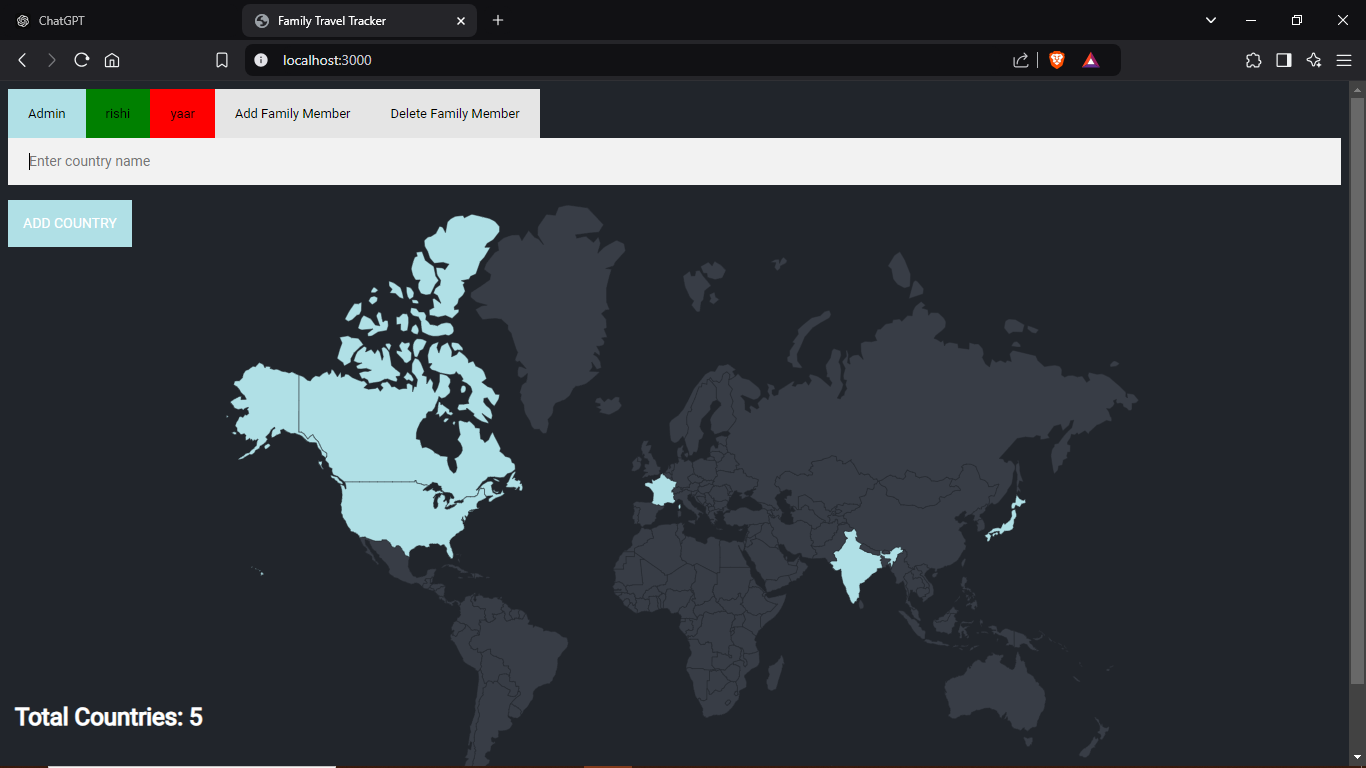 ChatGPT Family Travel Tracker
localhost:3000
Admin rishi yaar Add Family Member Delete Family Member
Enter country name
ADD COUNTRY
Total Countries: 5